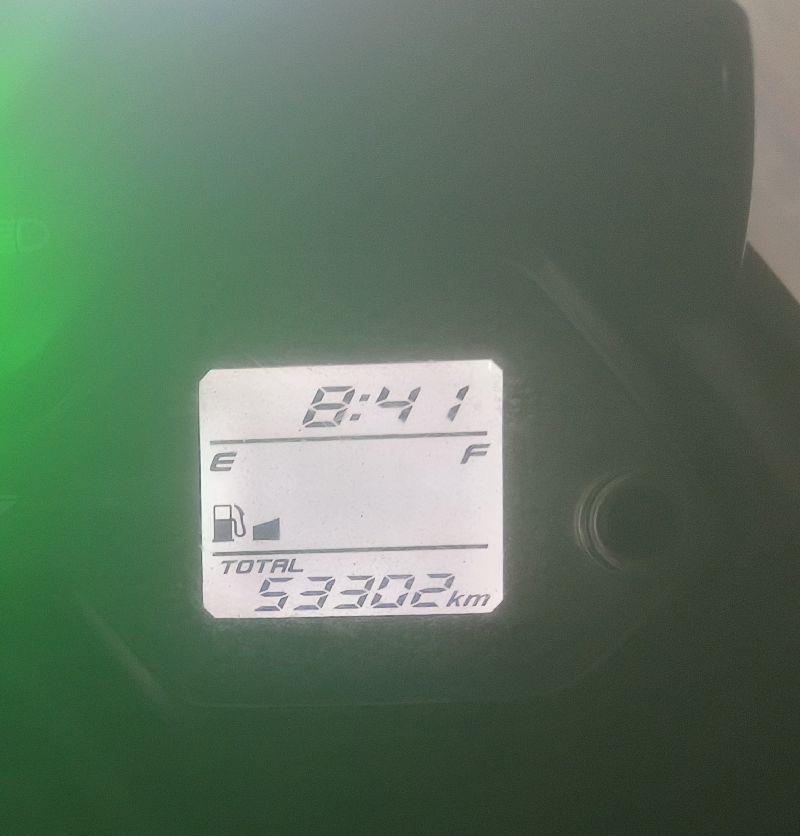 8:41
E F
TOTAL
53302km